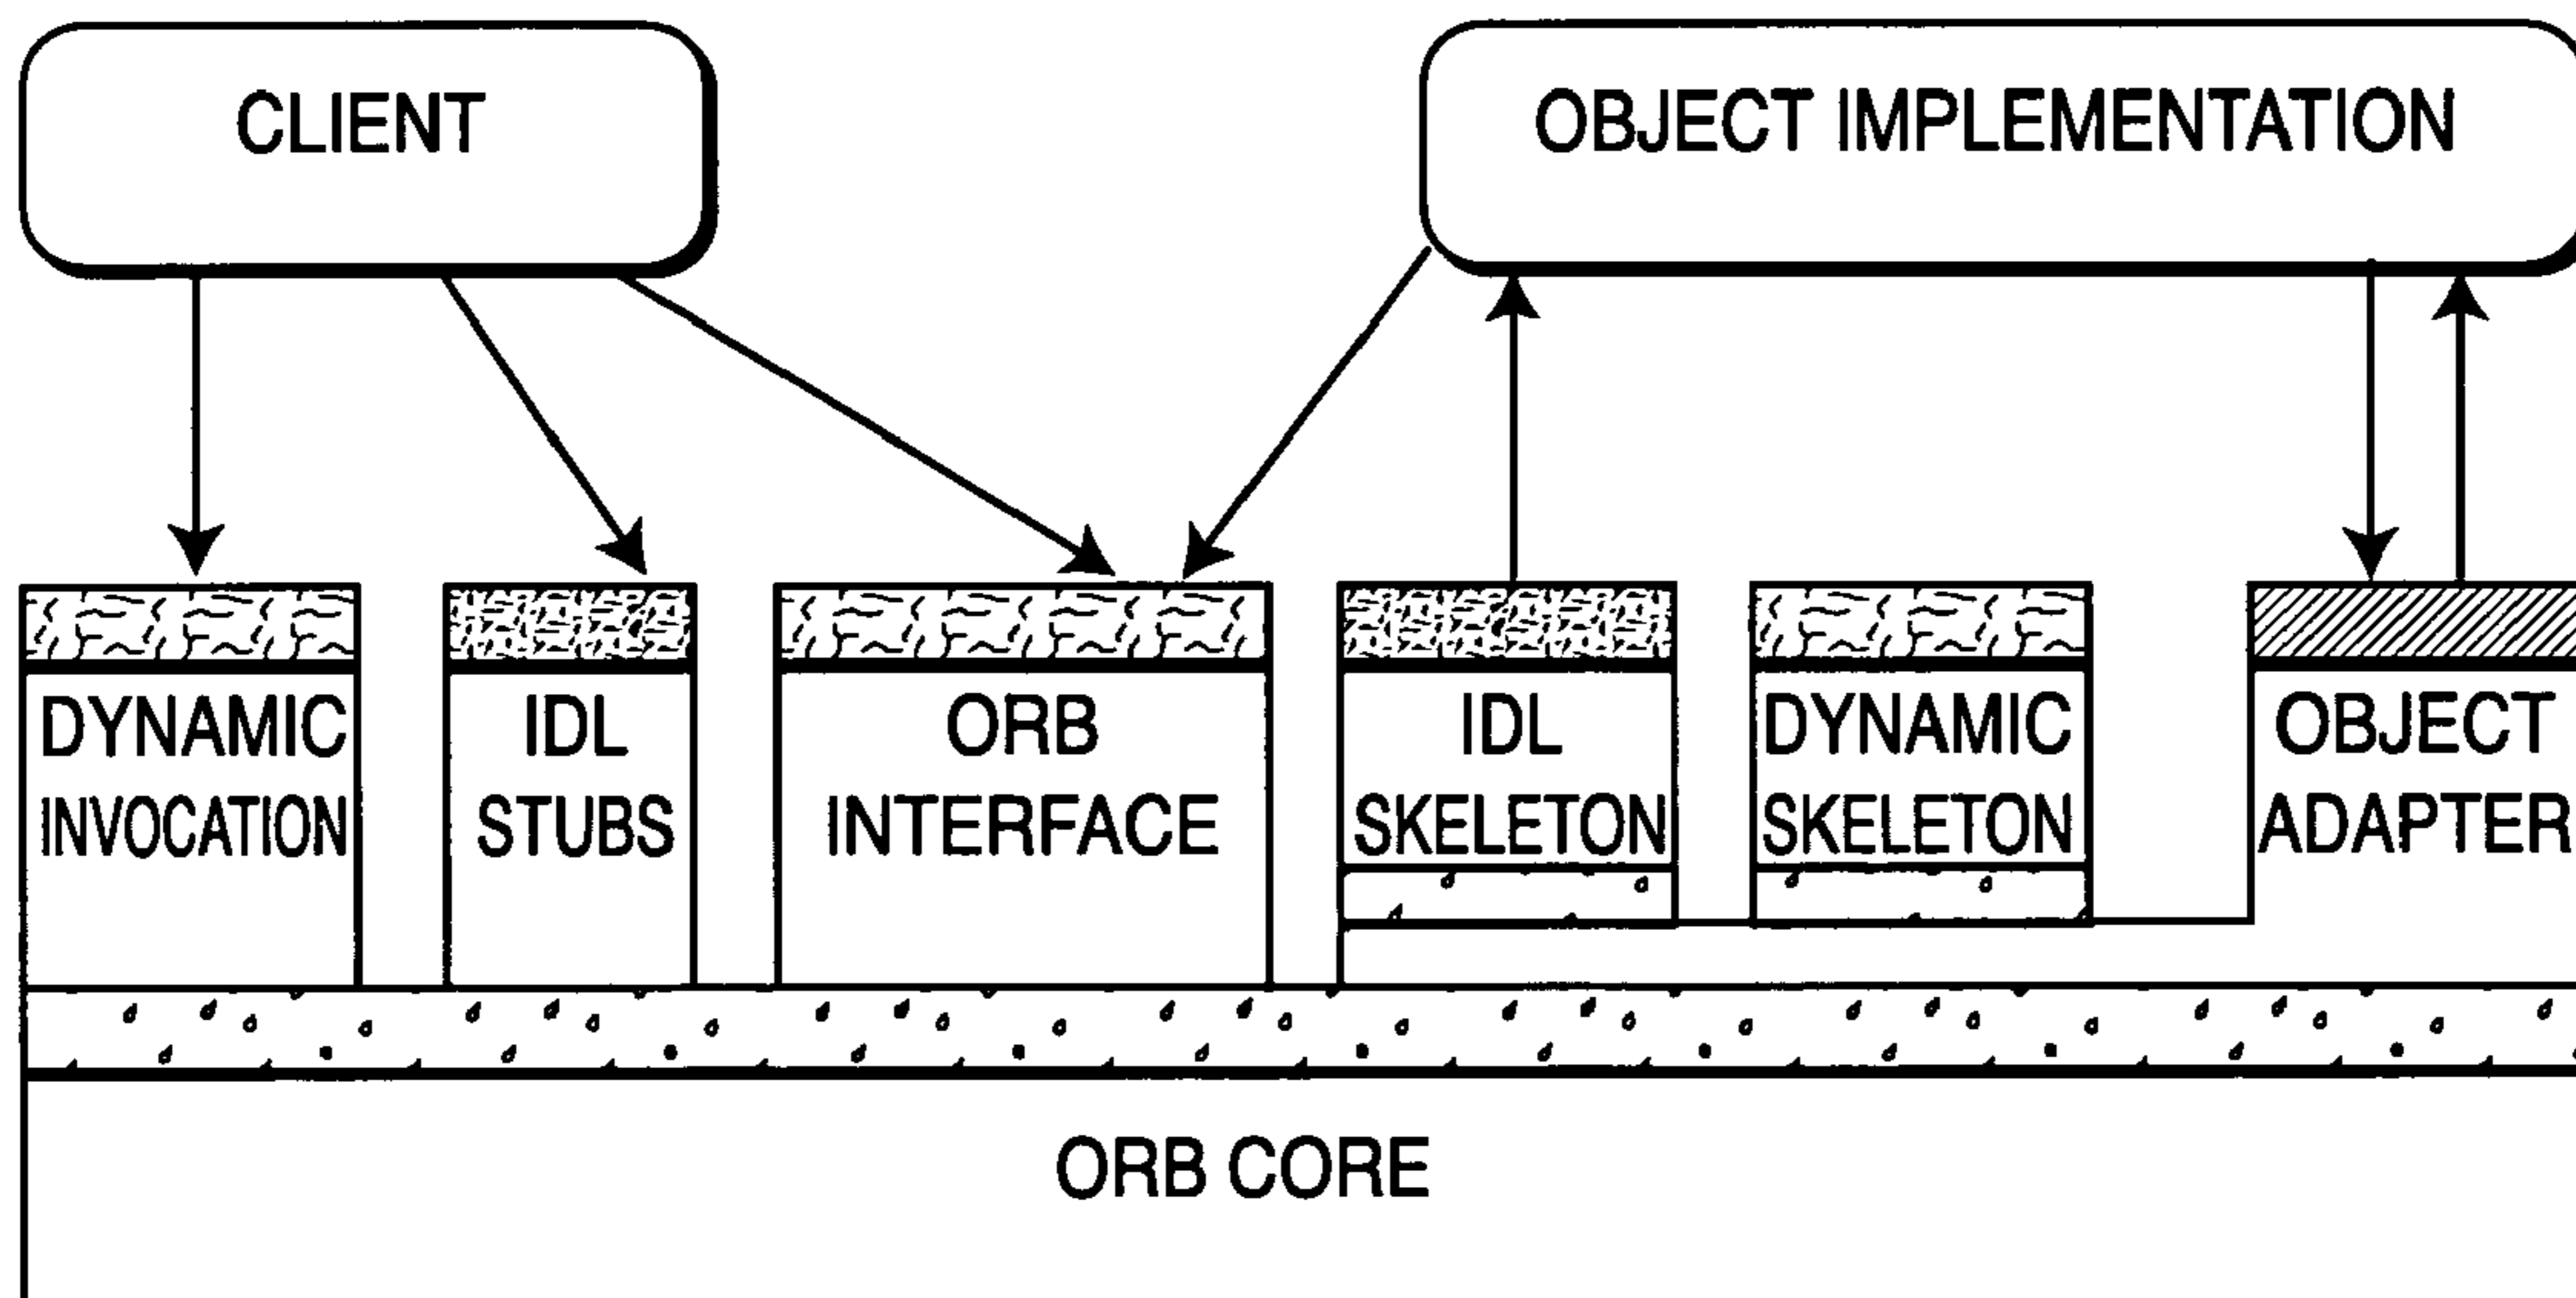 CLIENT
OBJECT IMPLEMENTATION
DYNAMIC
INVOCATION
IDL
STUBS
ORB
INTERFACE
IDL
SKELETON
DYNAMIC
SKELETON
OBJECT
ADAPTER
ORB CORE